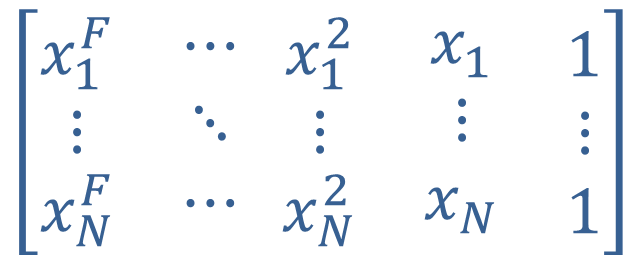 [x_1^F ⋯ x_1^2 x_1 1
⋮ ⋱ ⋮ ⋮ ⋮
x_N^F ⋯ x_N^2 x_N 1]